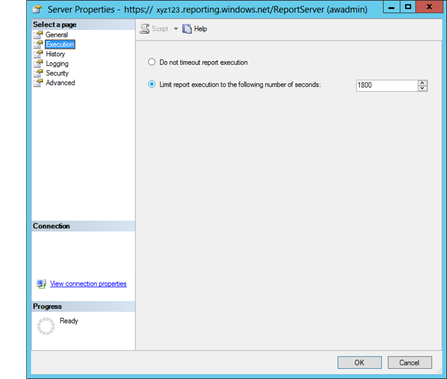 Server Properties - https:// xyz123.reporting.windows.net/ReportServer (awadmin)
Select a page
General
Execution
History
Logging
Security
Advanced
Script
Help
Do not timeout report execution
Limit report execution to the following number of seconds:
1800
Connection
View connection properties
Progress
Ready
OK
Cancel